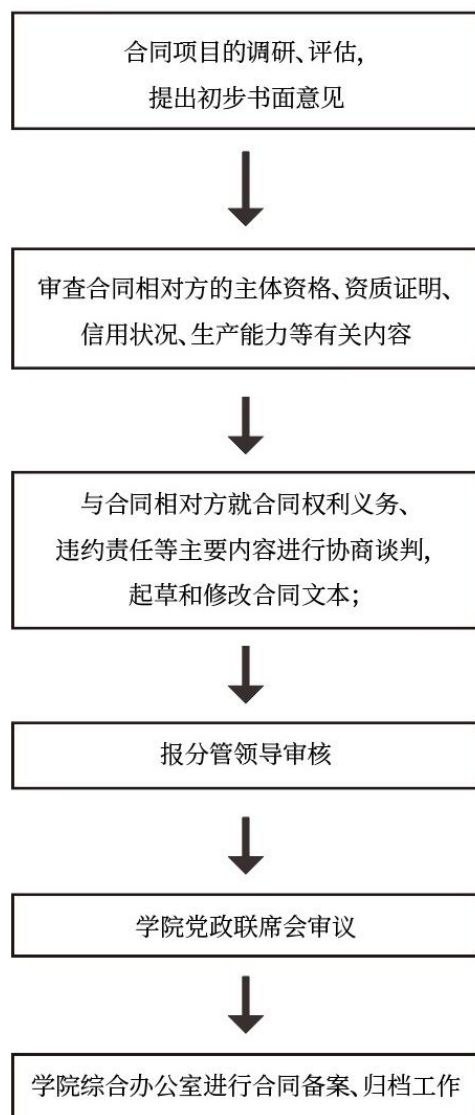 合同项目的调研、评估，
提出初步书面意见
审查合同相对方的主体资格、资质证明、
信用状况、生产能力等有关内容
与合同相对方就合同权利义务、
违约责任等主要内容进行协商谈判，
起草和修改合同文本；
报分管领导审核
学院党政联席会审议
学院综合办公室进行合同备案、归档工作